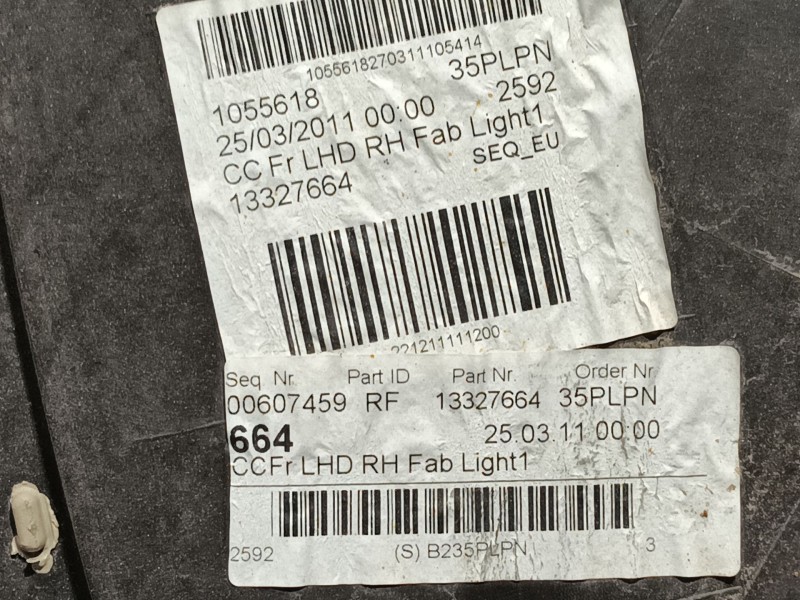 1055618270311105414
1055618 35PLPN
25/03/2011 00:00 2592
CC Fr LHD RH Fab Light1
13327664 SEQ_EU
221211111200
Seq Nr. Part ID Part Nr. Order Nr.
00607459 RF 13327664 35PLPN
664 25.03.11 00:00
CCFr LHD RH Fab Light1
2592 (S) B235PLPN 3